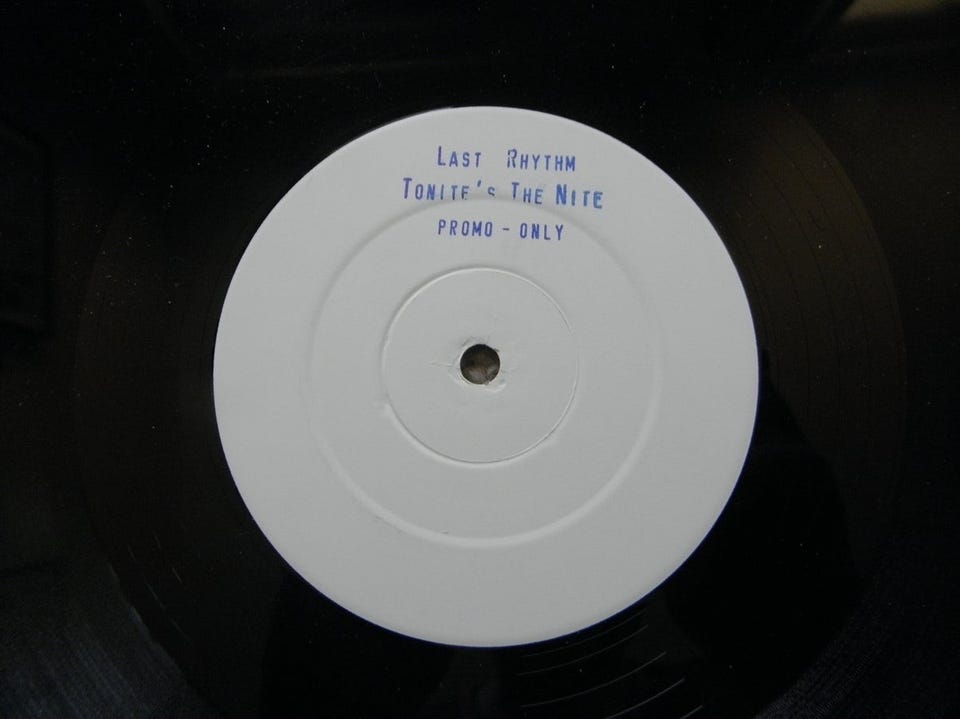 Last Rhythm
Tonite's The Nite
PROMO - ONLY